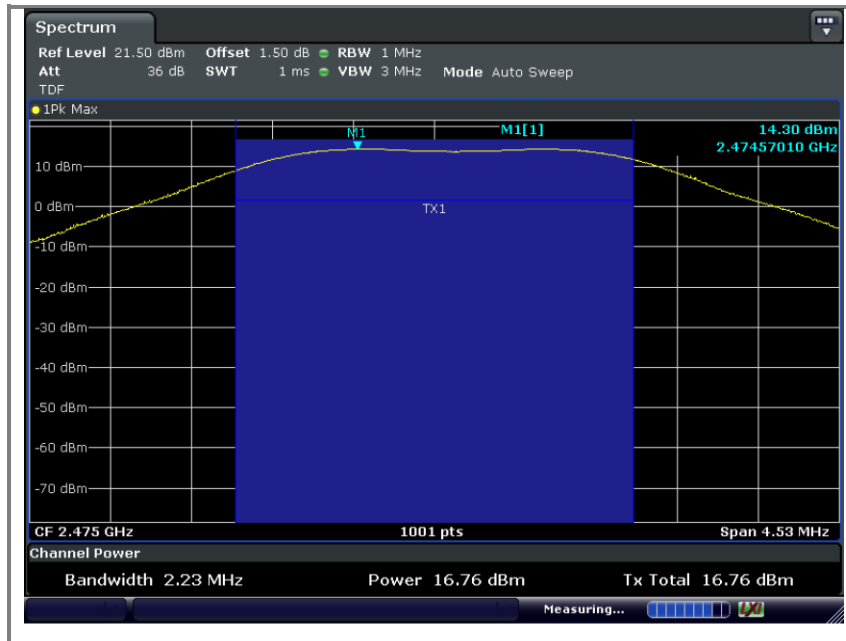 Spectrum
Ref Level 21.50 dBm Offset 1.50 dB RBW 1 MHz
Att 36 dB SWT 1 ms VBW 3 MHz Mode Auto Sweep
TDF
1Pk Max
M1 M1[1] 14.30 dBm
2.47457010 GHz
10 dBm
0 dBm
TX1
-10 dBm
-20 dBm
-30 dBm
-40 dBm
-50 dBm
-60 dBm
-70 dBm
CF 2.475 GHz 1001 pts Span 4.53 MHz
Channel Power
Bandwidth 2.23 MHz Power 16.76 dBm Tx Total 16.76 dBm
Measuring... LXI